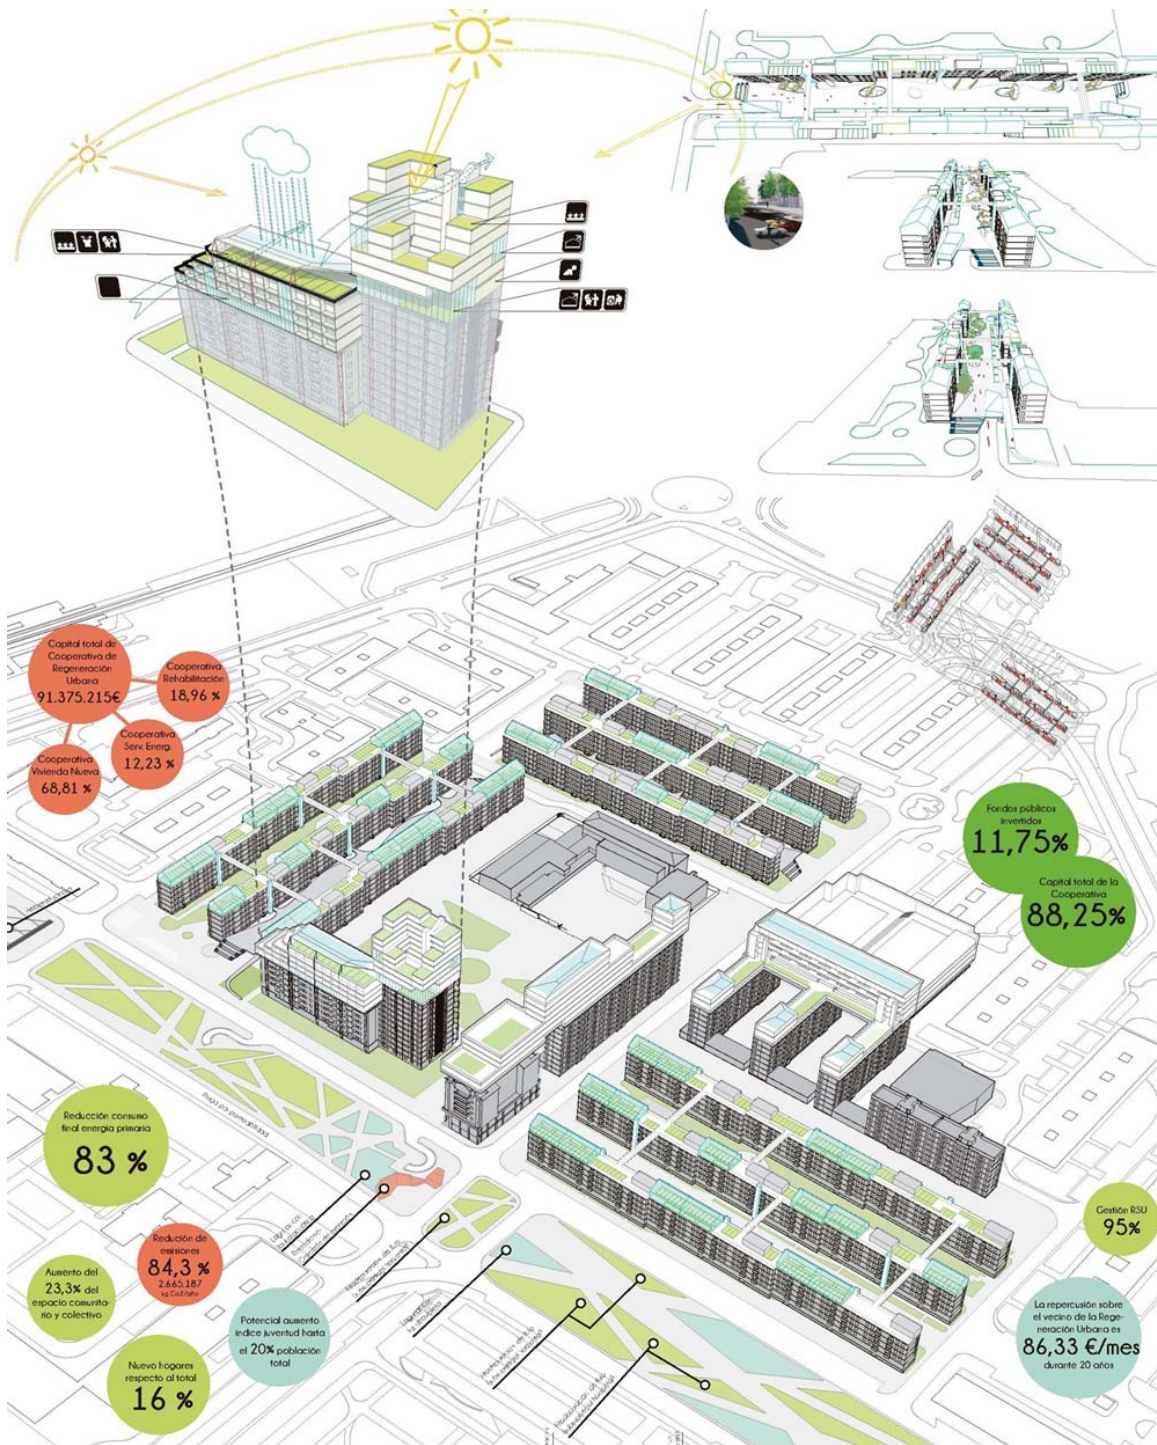 Capital total de
Cooperativa de
Regeneración
Urbana
91.375.215€
Cooperativa
Rehabilitación
18,96 %
Cooperativa
Serv. Energ.
12,23 %
Cooperativa
Vivienda Nueva
68,81 %
Fondos públicos
invertidos
11,75%
Capital total de la
Cooperativa
88,25%
Reducción consumo
final energía primaria
83 %
Redución de
emisiones
84,3 %
2.665.187
kg Co2/año
Aumento del
23,3% del
espacio comunita-
rio y colectivo
Potencial aumento
índice juventud hasta
el 20% población
total
Nuevo hogares
respecto al total
16 %
Gestión RSU
95%
La repercusión sobre
el vecino de la Rege-
neración Urbana es
86,33 €/mes
durante 20 años